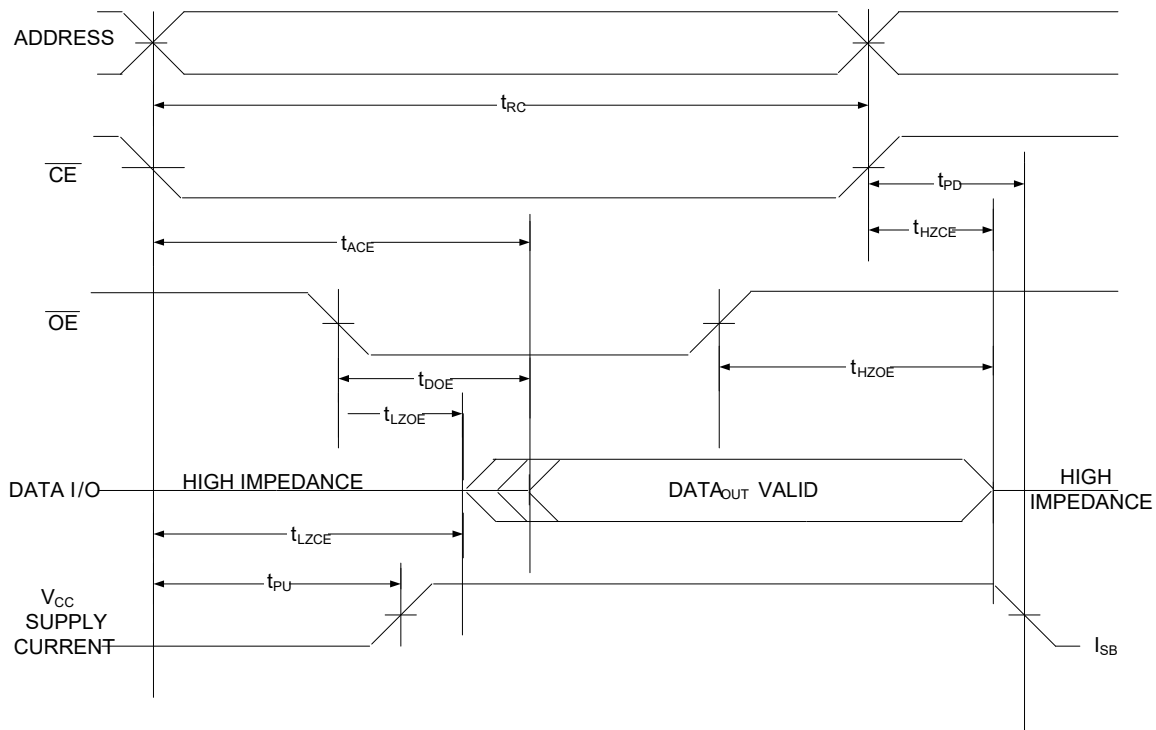 ADDRESS
tRC
CE
tPD
tHZCE
tACE
OE
tDOE
tHZOE
tLZOE
DATA I/O
HIGH IMPEDANCE
DATAOUT VALID
HIGH
IMPEDANCE
tLZCE
tPU
VCC
SUPPLY
CURRENT
ISB